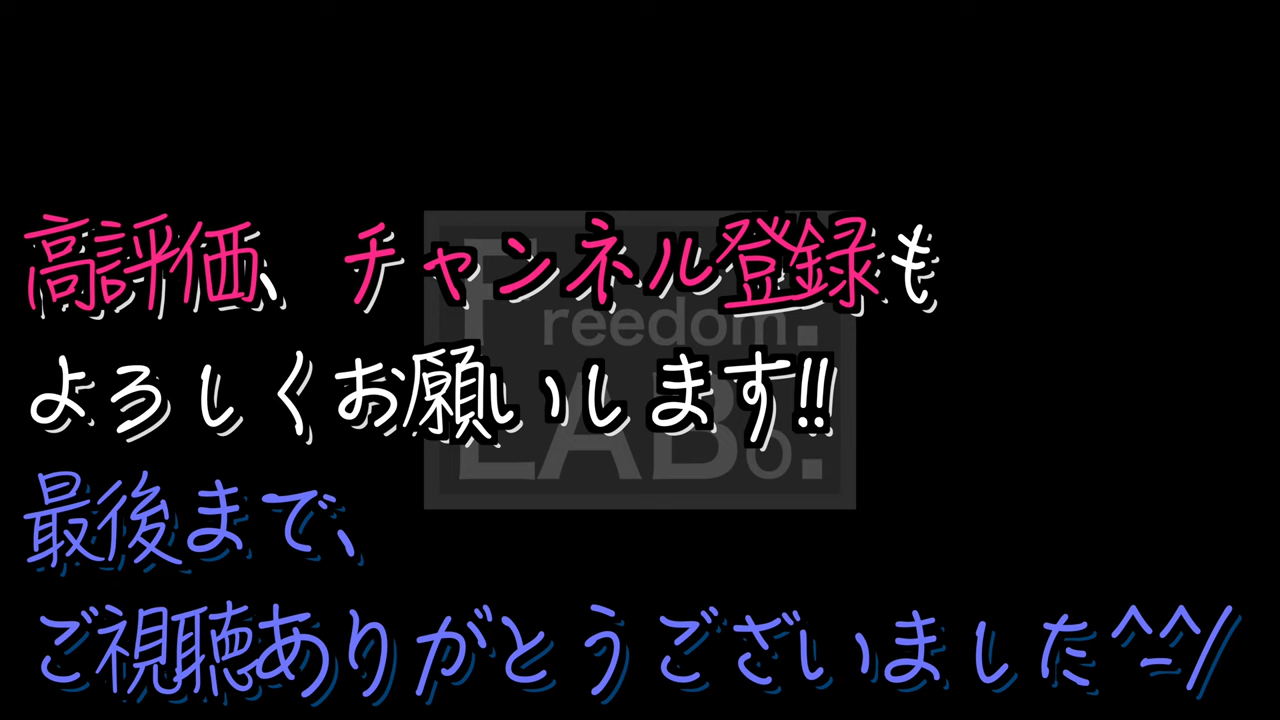 高評価、チャンネル登録も
よろしくお願いします!!
最後まで、
ご視聴ありがとうございました^-^/
Freedom.
LABo.